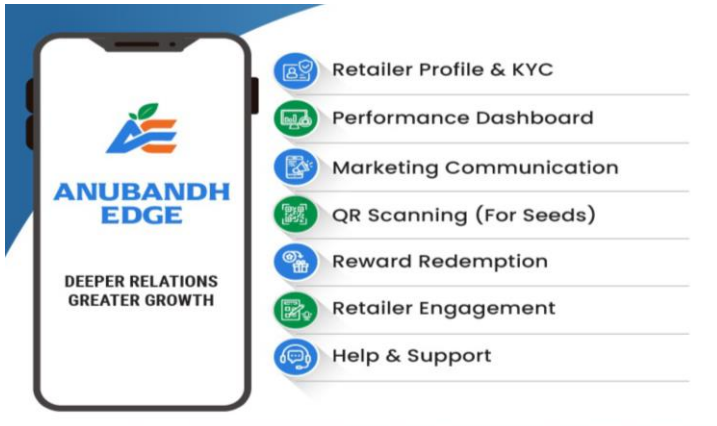 ANUBANDH
EDGE
DEEPER RELATIONS
GREATER GROWTH
Retailer Profile & KYC
Performance Dashboard
Marketing Communication
QR Scanning (For Seeds)
Reward Redemption
Retailer Engagement
Help & Support